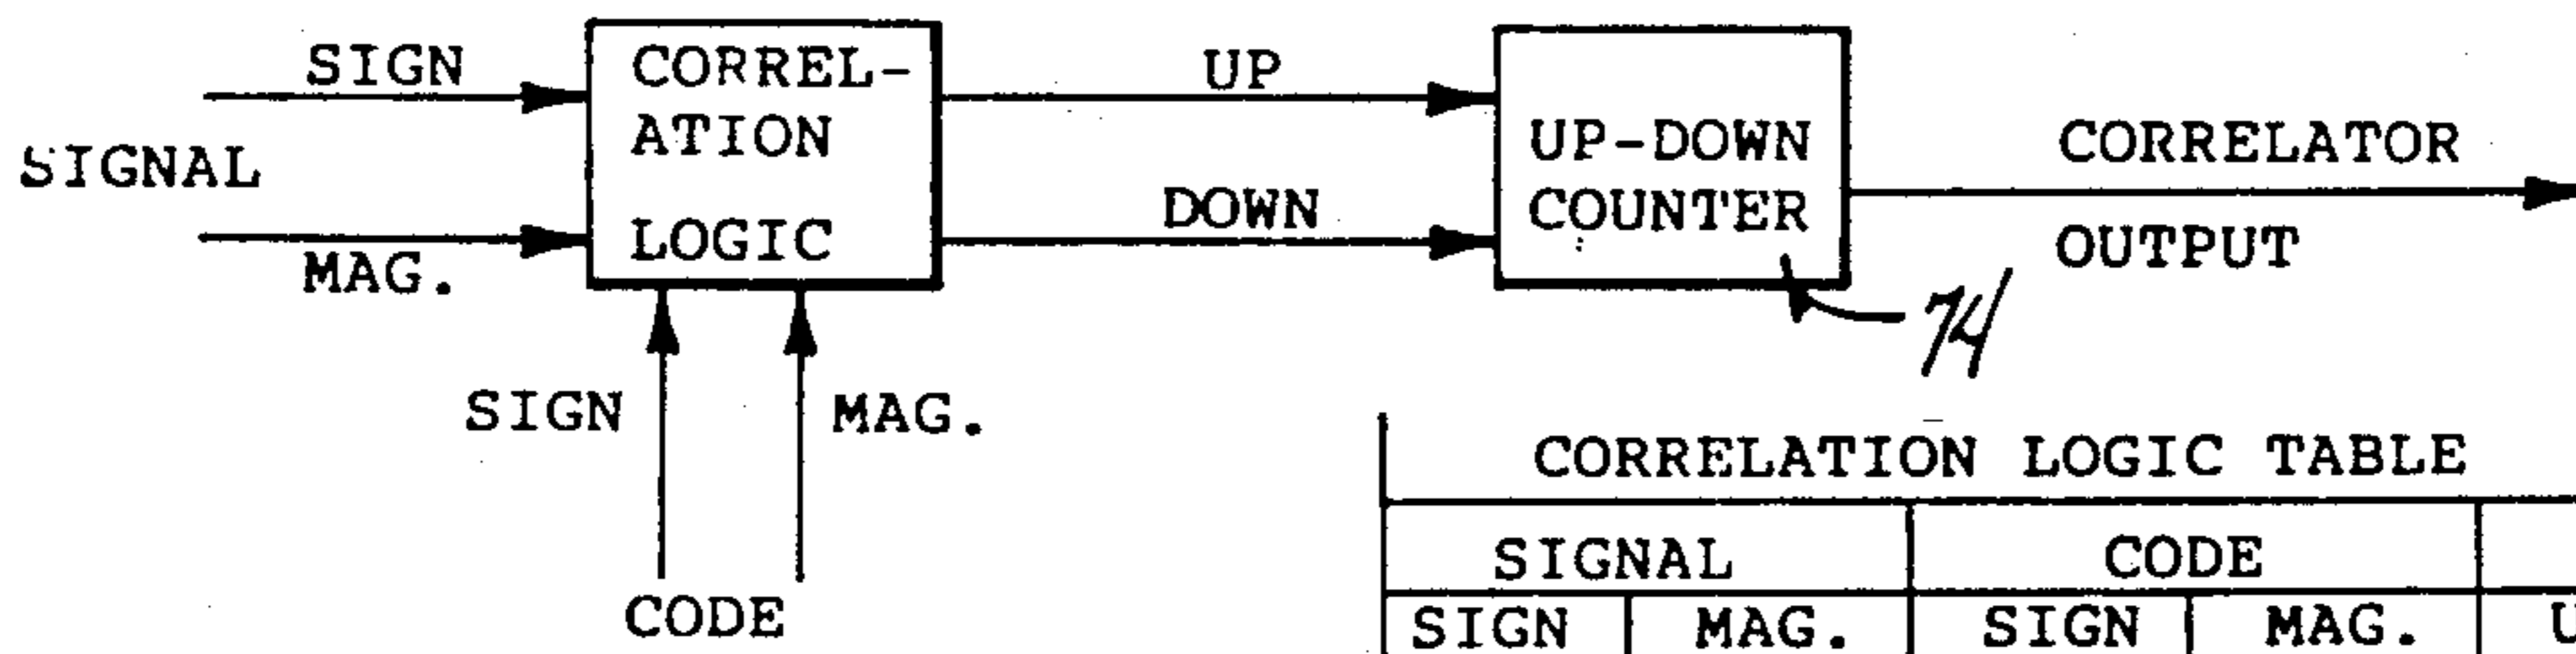 SIGN
SIGNAL
MAG.
CORREL-
ATION
LOGIC
SIGN
MAG.
CODE
UP
DOWN
UP-DOWN
COUNTER
74
CORRELATOR
OUTPUT
CORRELATION LOGIC TABLE
SIGNAL CODE
SIGN MAG. SIGN MAG. U